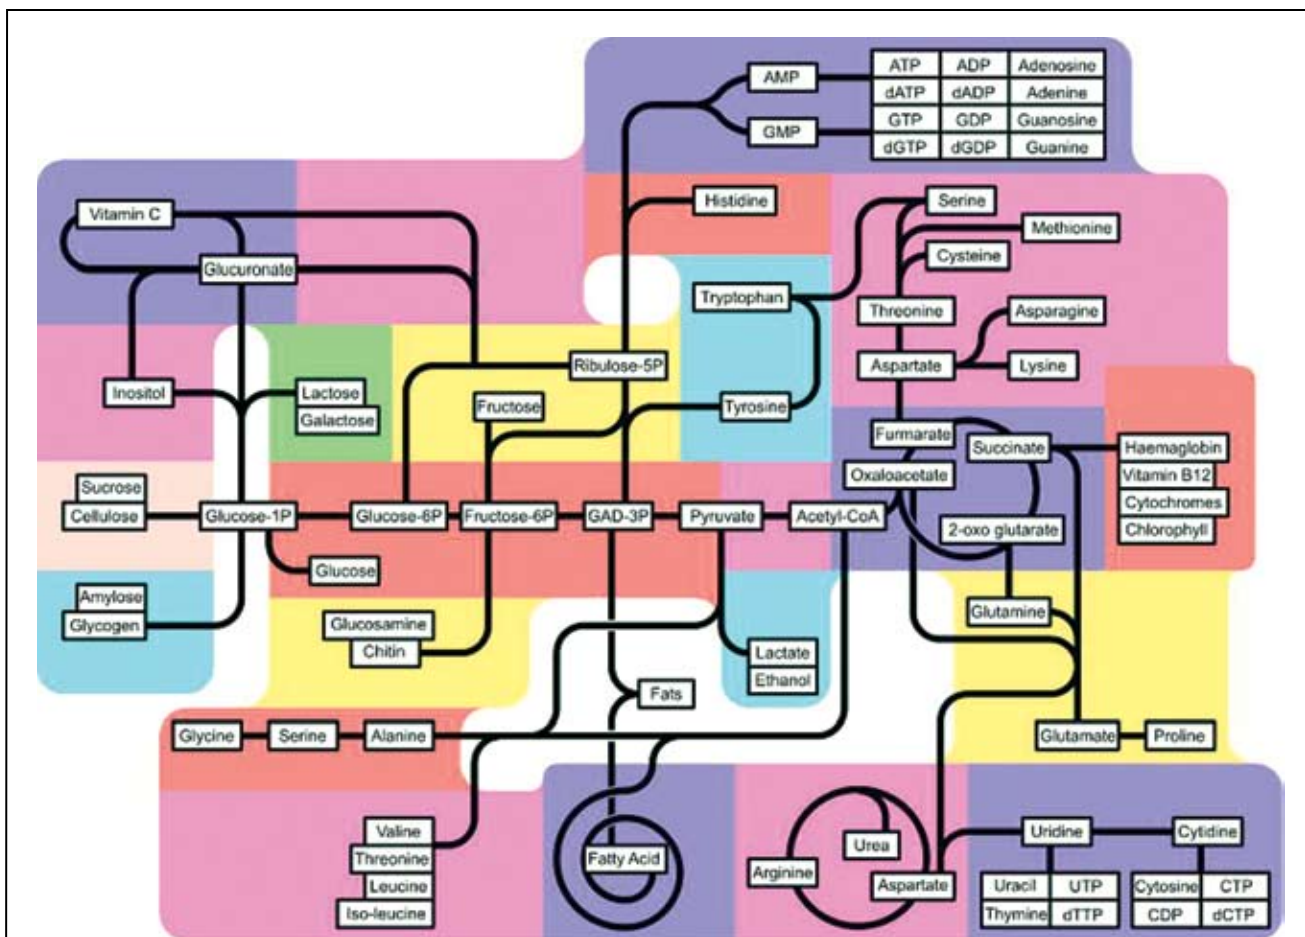 AMP
ATP ADP Adenosine
dATP dADP Adenine
GMP
GTP GDP Guanosine
dGTP dGDP Guanine
Vitamin C
Histidine
Serine
Methionine
Glucuronate
Cysteine
Tryptophan
Threonine
Asparagine
Ribulose-5P
Aspartate
Lysine
Inositol
Lactose
Galactose
Fructose
Tyrosine
Furmarate
Succinate
Haemaglobin
Oxaloacetate
Vitamin B12
Sucrose
Cellulose
Glucose-1P
Glucose-6P
Fructose-6P
GAD-3P
Pyruvate
Acetyl-CoA
Cytochromes
2-oxo glutarate
Chlorophyll
Glucose
Amylose
Glycogen
Glucosamine
Chitin
Glutamine
Lactate
Ethanol
Fats
Glycine
Serine
Alanine
Glutamate
Proline
Valine
Threonine
Leucine
Iso-leucine
Fatty Acid
Urea
Arginine
Aspartate
Uridine
Cytidine
Uracil UTP
Thymine dTTP
Cytosine CTP
CDP dCTP